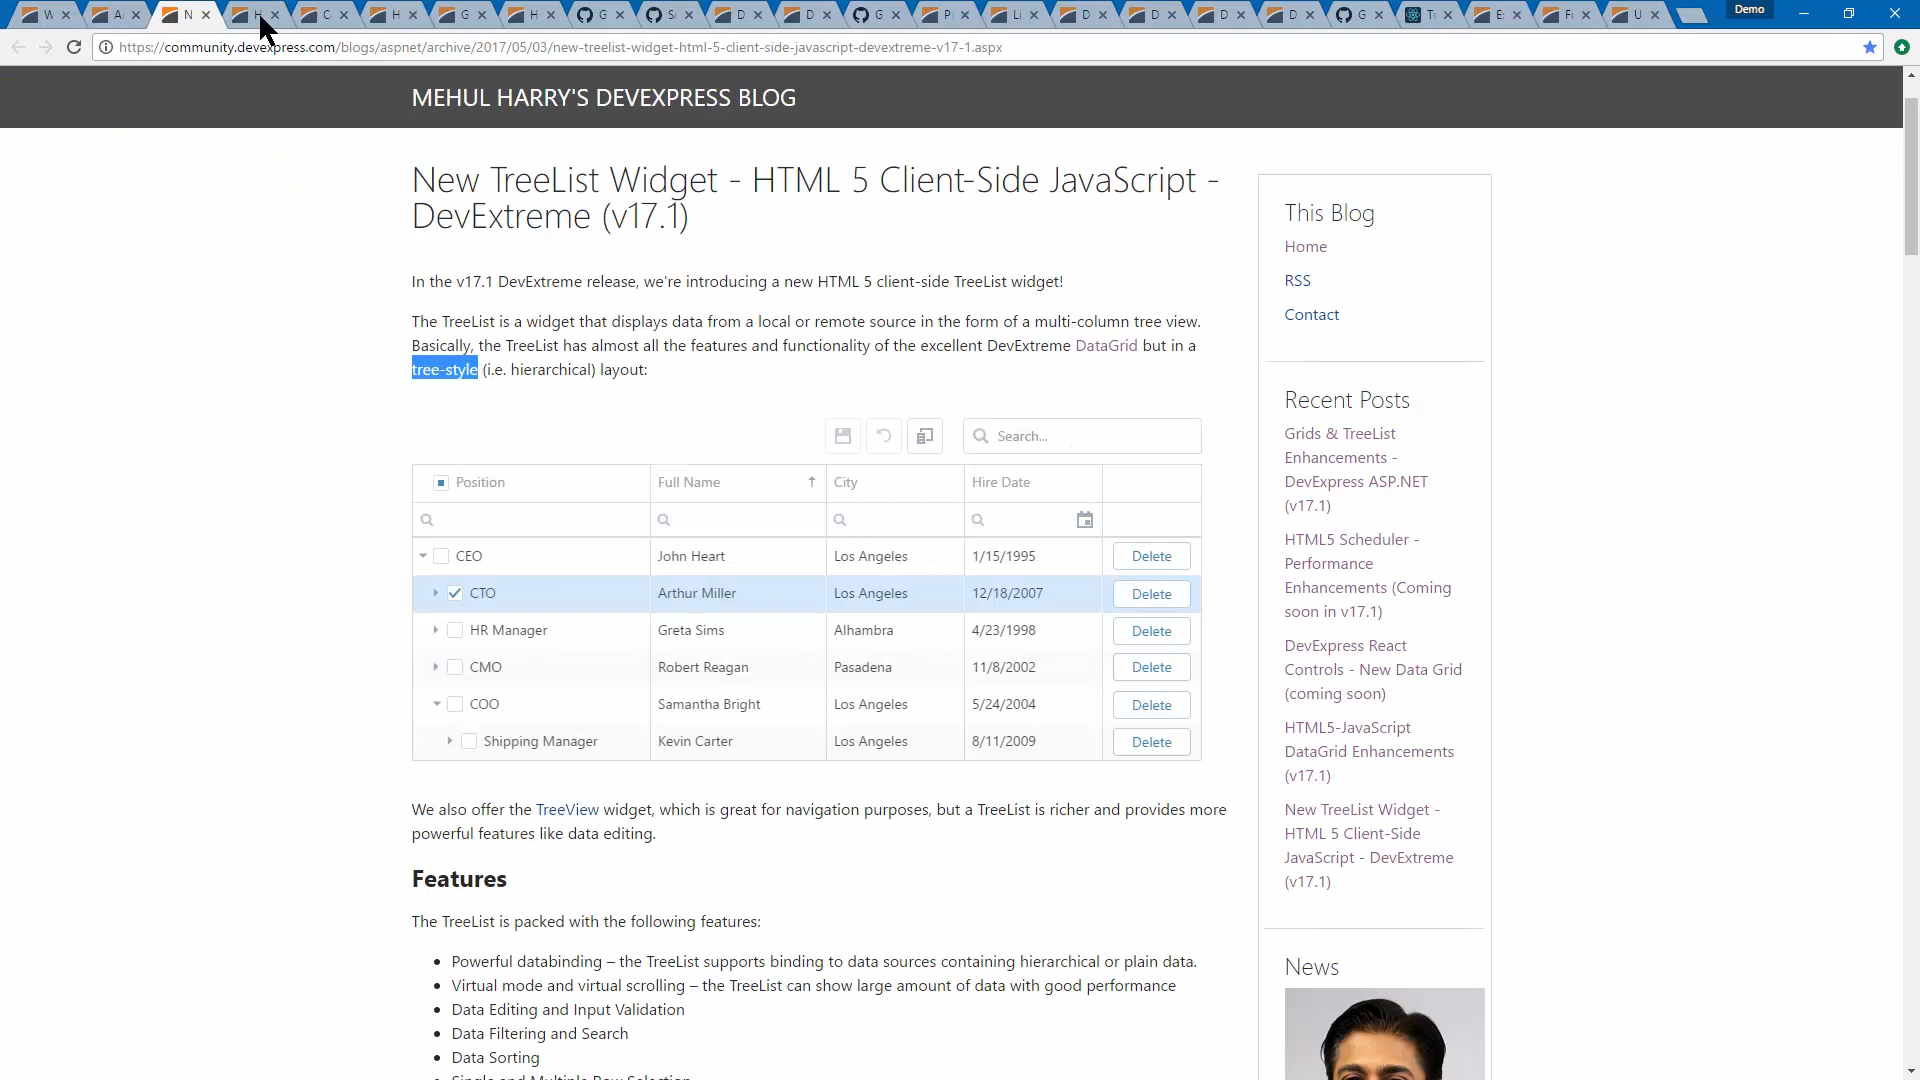 W A N H C H G H G S D D G P Li D D D D G T E F U Demo
https://community.devexpress.com/blogs/aspnet/archive/2017/05/03/new-treelist-widget-html-5-client-side-javascript-devextreme-v17-1.aspx
MEHUL HARRY'S DEVEXPRESS BLOG
New TreeList Widget - HTML 5 Client-Side JavaScript -
DevExtreme (v17.1)
In the v17.1 DevExtreme release, we're introducing a new HTML 5 client-side TreeList widget!
The TreeList is a widget that displays data from a local or remote source in the form of a multi-column tree view.
Basically, the TreeList has almost all the features and functionality of the excellent DevExtreme DataGrid but in a
tree-style (i.e. hierarchical) layout:
Search...
Position Full Name City Hire Date
CEO John Heart Los Angeles 1/15/1995 Delete
CTO Arthur Miller Los Angeles 12/18/2007 Delete
HR Manager Greta Sims Alhambra 4/23/1998 Delete
CMO Robert Reagan Pasadena 11/8/2002 Delete
COO Samantha Bright Los Angeles 5/24/2004 Delete
Shipping Manager Kevin Carter Los Angeles 8/11/2009 Delete
We also offer the TreeView widget, which is great for navigation purposes, but a TreeList is richer and provides more
powerful features like data editing.
Features
The TreeList is packed with the following features:
• Powerful databinding – the TreeList supports binding to data sources containing hierarchical or plain data.
• Virtual mode and virtual scrolling – the TreeList can show large amount of data with good performance
• Data Editing and Input Validation
• Data Filtering and Search
• Data Sorting
• Single and Multiple Row Selection
This Blog
Home
RSS
Contact
Recent Posts
Grids & TreeList
Enhancements -
DevExpress ASP.NET
(v17.1)
HTML5 Scheduler -
Performance
Enhancements (Coming
soon in v17.1)
DevExpress React
Controls - New Data Grid
(coming soon)
HTML5-JavaScript
DataGrid Enhancements
(v17.1)
New TreeList Widget -
HTML 5 Client-Side
JavaScript - DevExtreme
(v17.1)
News